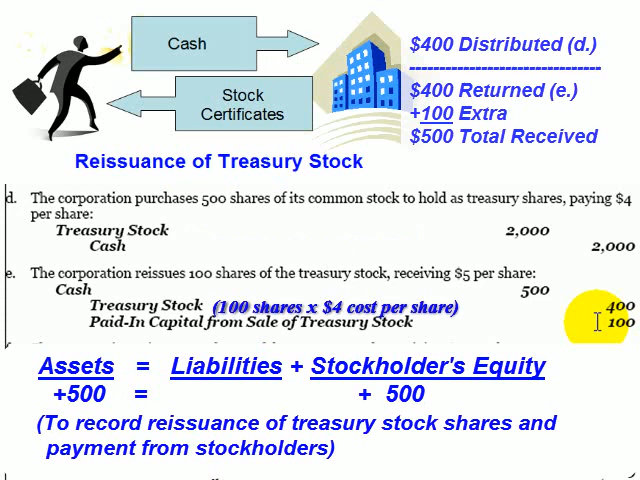 Cash
Stock
Certificates
$400 Distributed (d.)
--------------------------------
$400 Returned (e.)
+100 Extra
$500 Total Received
Reissuance of Treasury Stock
d. The corporation purchases 500 shares of its common stock to hold as treasury shares, paying $4
per share:
Treasury Stock 2,000
Cash 2,000
e. The corporation reissues 100 shares of the treasury stock, receiving $5 per share:
Cash 500
Treasury Stock (100 shares x $4 cost per share) 400
Paid-In Capital from Sale of Treasury Stock 100
Assets = Liabilities + Stockholder's Equity
+500 = + 500
(To record reissuance of treasury stock shares and
payment from stockholders)